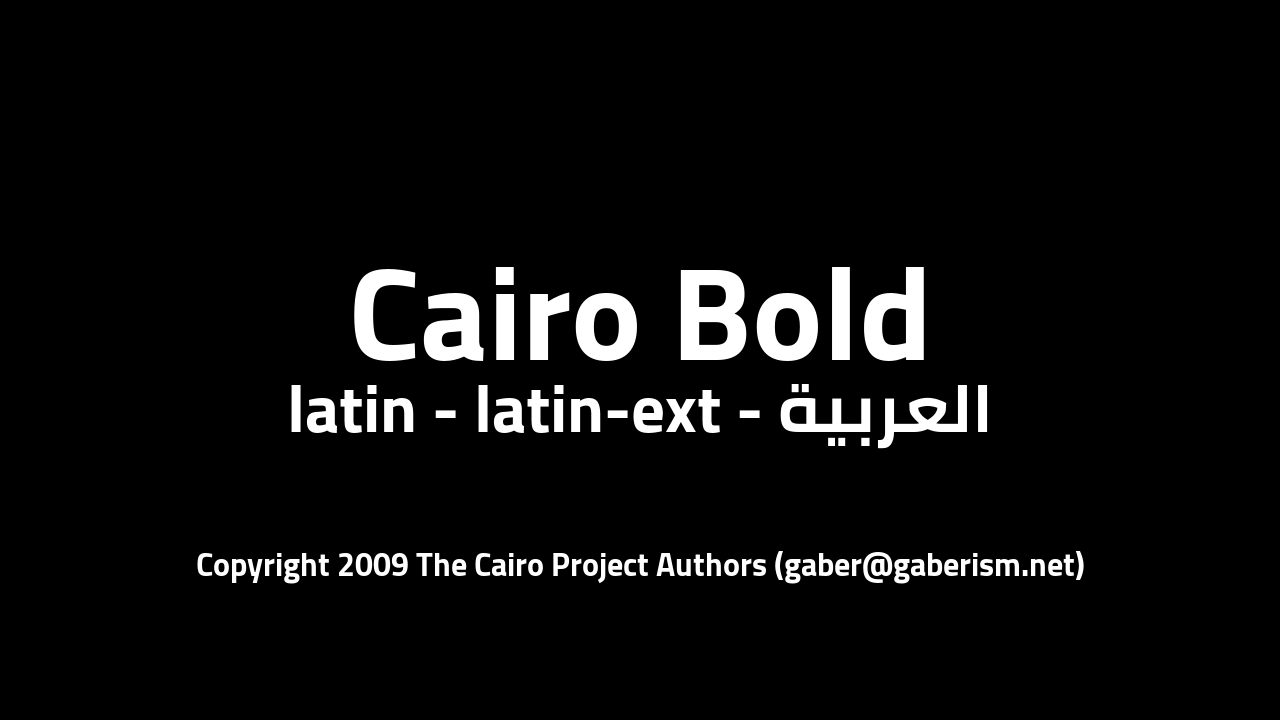 Cairo Bold
latin - latin-ext - العربية
Copyright 2009 The Cairo Project Authors (gaber@gaberism.net)